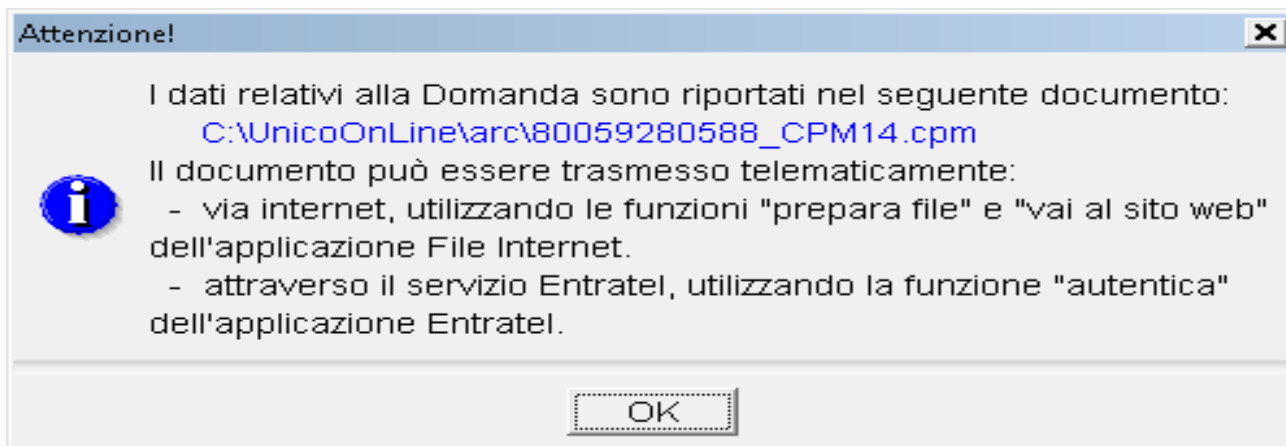 Attenzione!
I dati relativi alla Domanda sono riportati nel seguente documento:
C:\UnicoOnLine\arc\80059280588_CPM14.cpm
Il documento può essere trasmesso telematicamente:
- via internet, utilizzando le funzioni "prepara file" e "vai al sito web"
dell'applicazione File Internet.
- attraverso il servizio Entratel, utilizzando la funzione "autentica"
dell'applicazione Entratel.
OK